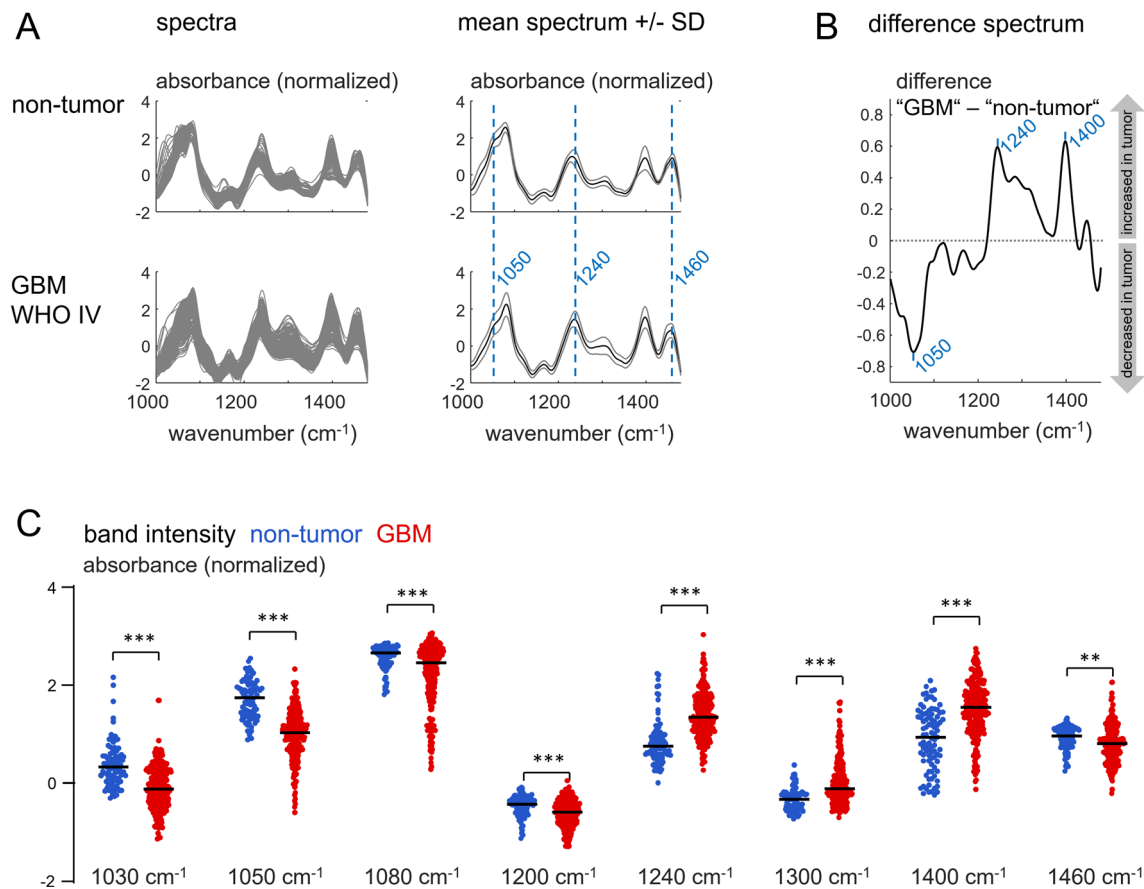 A
spectra
mean spectrum +/- SD
B
difference spectrum
absorbance (normalized)
absorbance (normalized)
difference
"GBM" – "non-tumor"
non-tumor
4
2
0
-2
4
2
0
-2
GBM
WHO IV
4
2
0
-2
4
2
0
-2
1050
1240
1460
1000
1200
1400
wavenumber (cm-1)
1000
1200
1400
wavenumber (cm-1)
0.8
0.6
0.4
0.2
0
-0.2
-0.4
-0.6
-0.8
1240
1400
1050
1000
1200
1400
wavenumber (cm-1)
increased in tumor
decreased in tumor
C
band intensity non-tumor GBM
absorbance (normalized)
4
2
0
-2
***
***
***
***
***
***
***
**
1030 cm-1
1050 cm-1
1080 cm-1
1200 cm-1
1240 cm-1
1300 cm-1
1400 cm-1
1460 cm-1